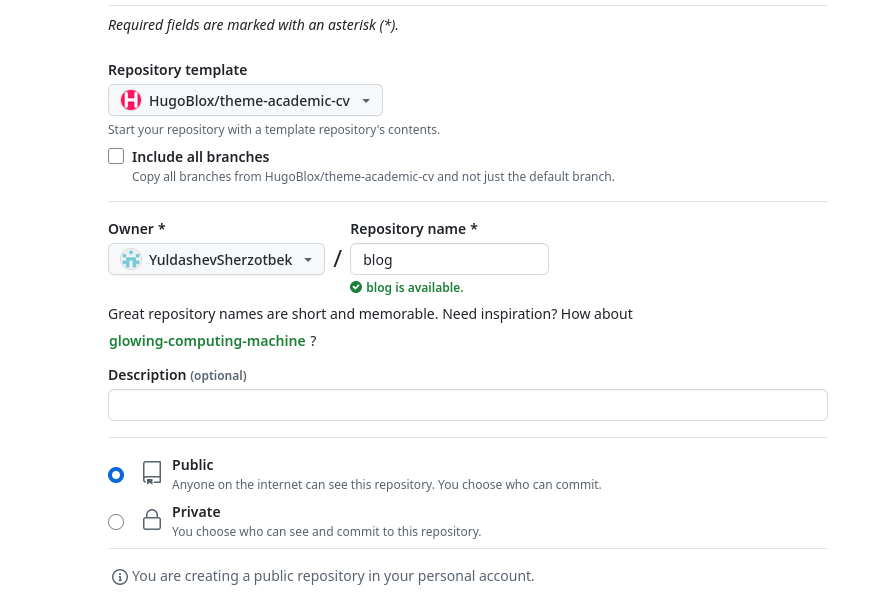 Required fields are marked with an asterisk (*).
Repository template
HugoBlox/theme-academic-cv
Start your repository with a template repository's contents.
Include all branches
Copy all branches from HugoBlox/theme-academic-cv and not just the default branch.
Owner * Repository name *
YuldashevSherzotbek / blog
blog is available.
Great repository names are short and memorable. Need inspiration? How about
glowing-computing-machine ?
Description (optional)
Public
Anyone on the internet can see this repository. You choose who can commit.
Private
You choose who can see and commit to this repository.
You are creating a public repository in your personal account.